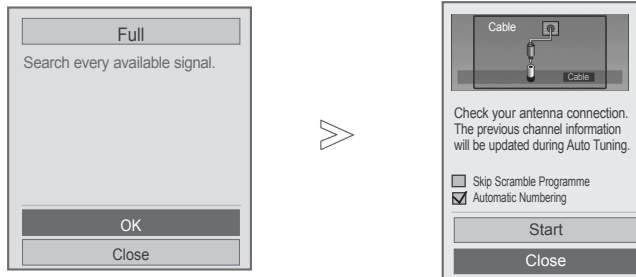 Full
Search every available signal.
OK
Close
Cable
Cable
Check your antenna connection.
The previous channel information
will be updated during Auto Tuning.
Skip Scramble Programme
Automatic Numbering
Start
Close